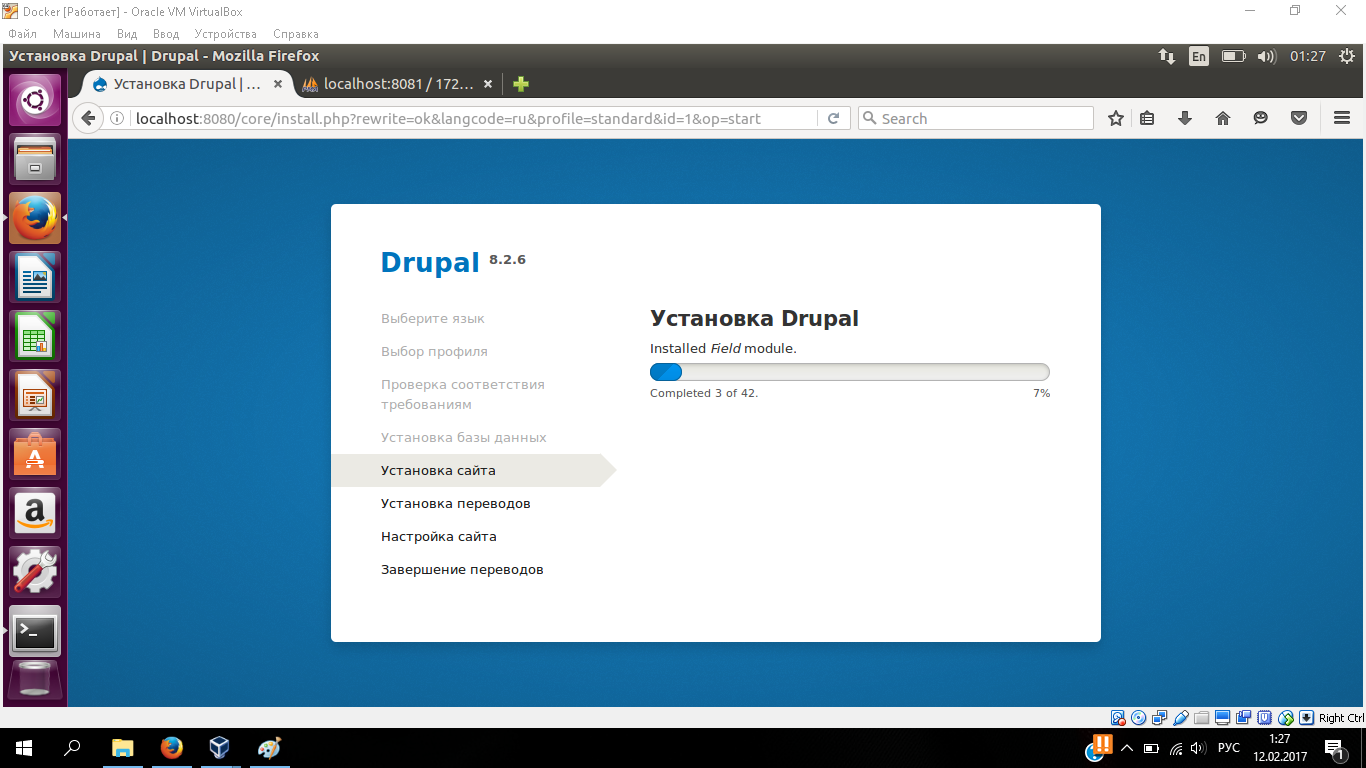 Docker [Работает] - Oracle VM VirtualBox
Файл Машина Вид Ввод Устройства Справка
Установка Drupal | Drupal - Mozilla Firefox
En
01:27
Установка Drupal | ...
localhost:8081 / 172...
localhost:8080/core/install.php?rewrite=ok&langcode=ru&profile=standard&id=1&op=start
Search
Drupal 8.2.6
Выберите язык
Выбор профиля
Проверка соответствия
требованиям
Установка базы данных
Установка сайта
Установка переводов
Настройка сайта
Завершение переводов
Установка Drupal
Installed Field module.
Completed 3 of 42. 7%
Right Ctrl
РУС
1:27
12.02.2017
1